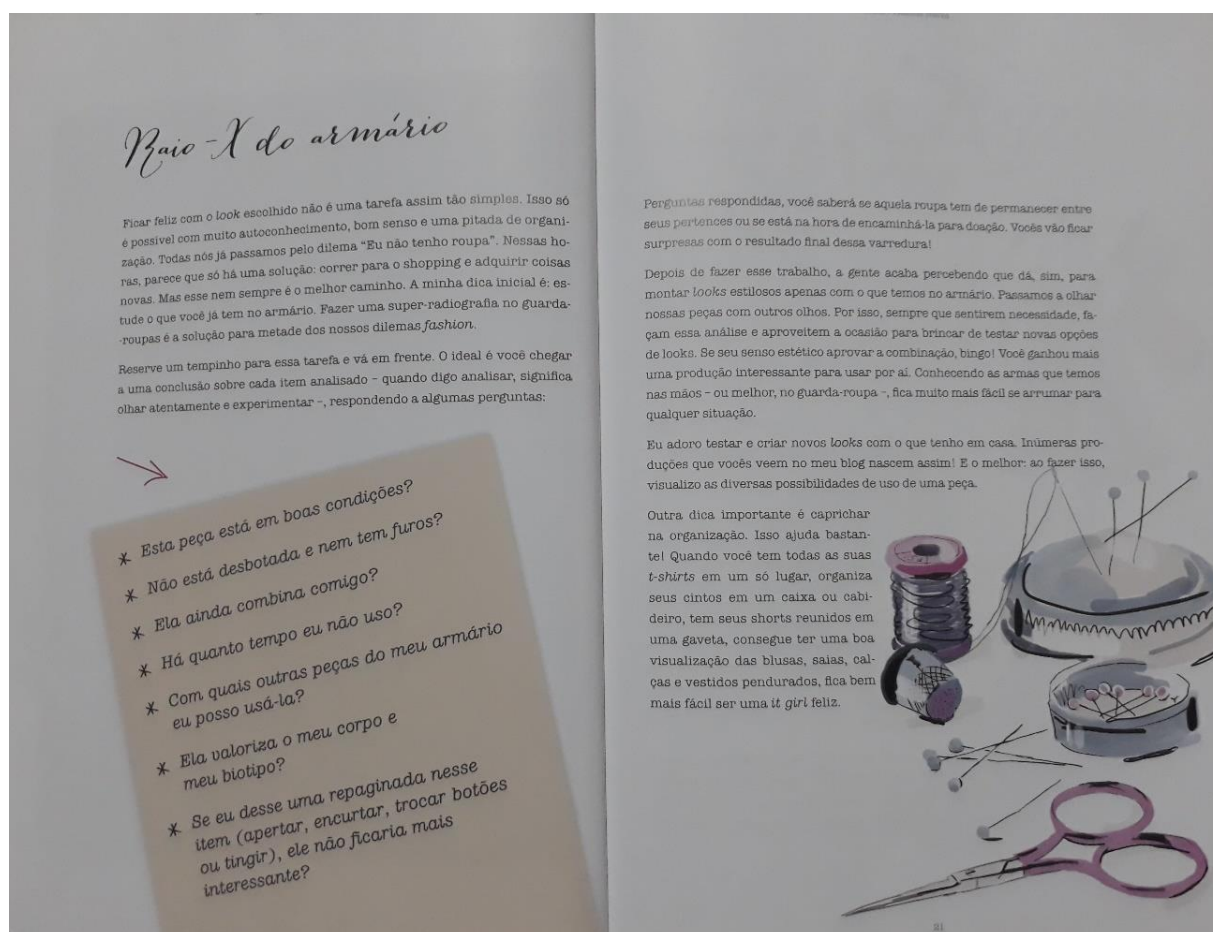 Raio-X do armário
Ficar feliz com o look escolhido não é uma tarefa assim tão simples. Isso só
é possível com muito autoconhecimento, bom senso e uma pitada de organi-
zação. Todas nós já passamos pelo dilema “Eu não tenho roupa”. Nessas ho-
ras, parece que só há uma solução: correr para o shopping e adquirir coisas
novas. Mas esse nem sempre é o melhor caminho. A minha dica inicial é: es-
tude o que você já tem no armário. Fazer uma super-radiografia no guarda-
-roupas é a solução para metade dos nossos dilemas fashion.
Reserve um tempinho para essa tarefa e vá em frente. O ideal é você chegar
a uma conclusão sobre cada item analisado – quando digo analisar, significa
olhar atentamente e experimentar –, respondendo a algumas perguntas:
* Esta peça está em boas condições?
* Não está desbotada e nem tem furos?
* Ela ainda combina comigo?
* Há quanto tempo eu não uso?
* Com quais outras peças do meu armário
eu posso usá-la?
* Ela valoriza o meu corpo e
meu biotipo?
* Se eu desse uma repaginada nesse
item (apertar, encurtar, trocar botões
ou tingir), ele não ficaria mais
interessante?
Perguntas respondidas, você saberá se aquela roupa tem de permanecer entre
seus pertences ou se está na hora de encaminhá-la para doação. Vocês vão ficar
surpresas com o resultado final dessa varredura!
Depois de fazer esse trabalho, a gente acaba percebendo que dá, sim, para
montar looks estilosos apenas com o que temos no armário. Passamos a olhar
nossas peças com outros olhos. Por isso, sempre que sentirem necessidade, fa-
çam essa análise e aproveitem a ocasião para brincar de testar novas opções
de looks. Se seu senso estético aprovar a combinação, bingo! Você ganhou mais
uma produção interessante para usar por aí. Conhecendo as armas que temos
nas mãos – ou melhor, no guarda-roupa –, fica muito mais fácil se arrumar para
qualquer situação.
Eu adoro testar e criar novos looks com o que tenho em casa. Inúmeras pro-
duções que vocês veem no meu blog nascem assim! E o melhor: ao fazer isso,
visualizo as diversas possibilidades de uso de uma peça.
Outra dica importante é caprichar
na organização. Isso ajuda bastan-
te! Quando você tem todas as suas
t-shirts em um só lugar, organiza
seus cintos em um caixa ou cabi-
deiro, tem seus shorts reunidos em
uma gaveta, consegue ter uma boa
visualização das blusas, saias, cal-
ças e vestidos pendurados, fica bem
mais fácil ser uma it girl feliz.